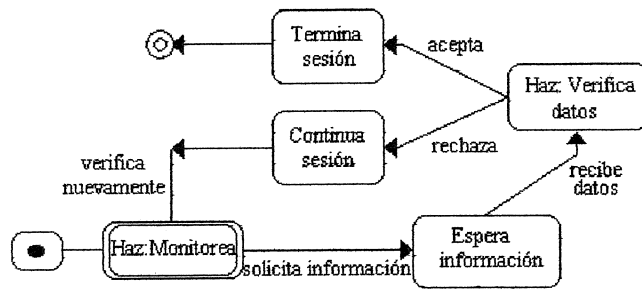 Termina
sesión
acepta
Haz: Verifica
datos
Continua
sesión
rechaza
verifica
nuevamente
recibe
datos
Haz:Monitorea
solicita información
Espera
información